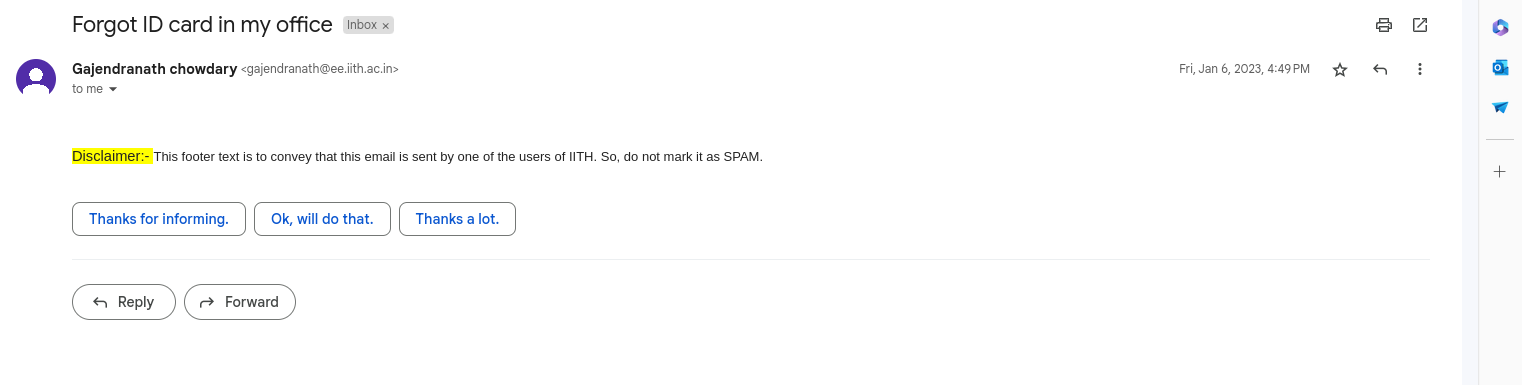 Forgot ID card in my office Inbox ×
Gajendranath chowdary <gajendranath@ee.iith.ac.in> Fri, Jan 6, 2023, 4:49 PM
to me
Disclaimer:- This footer text is to convey that this email is sent by one of the users of IITH. So, do not mark it as SPAM.
Thanks for informing. Ok, will do that. Thanks a lot.
Reply Forward